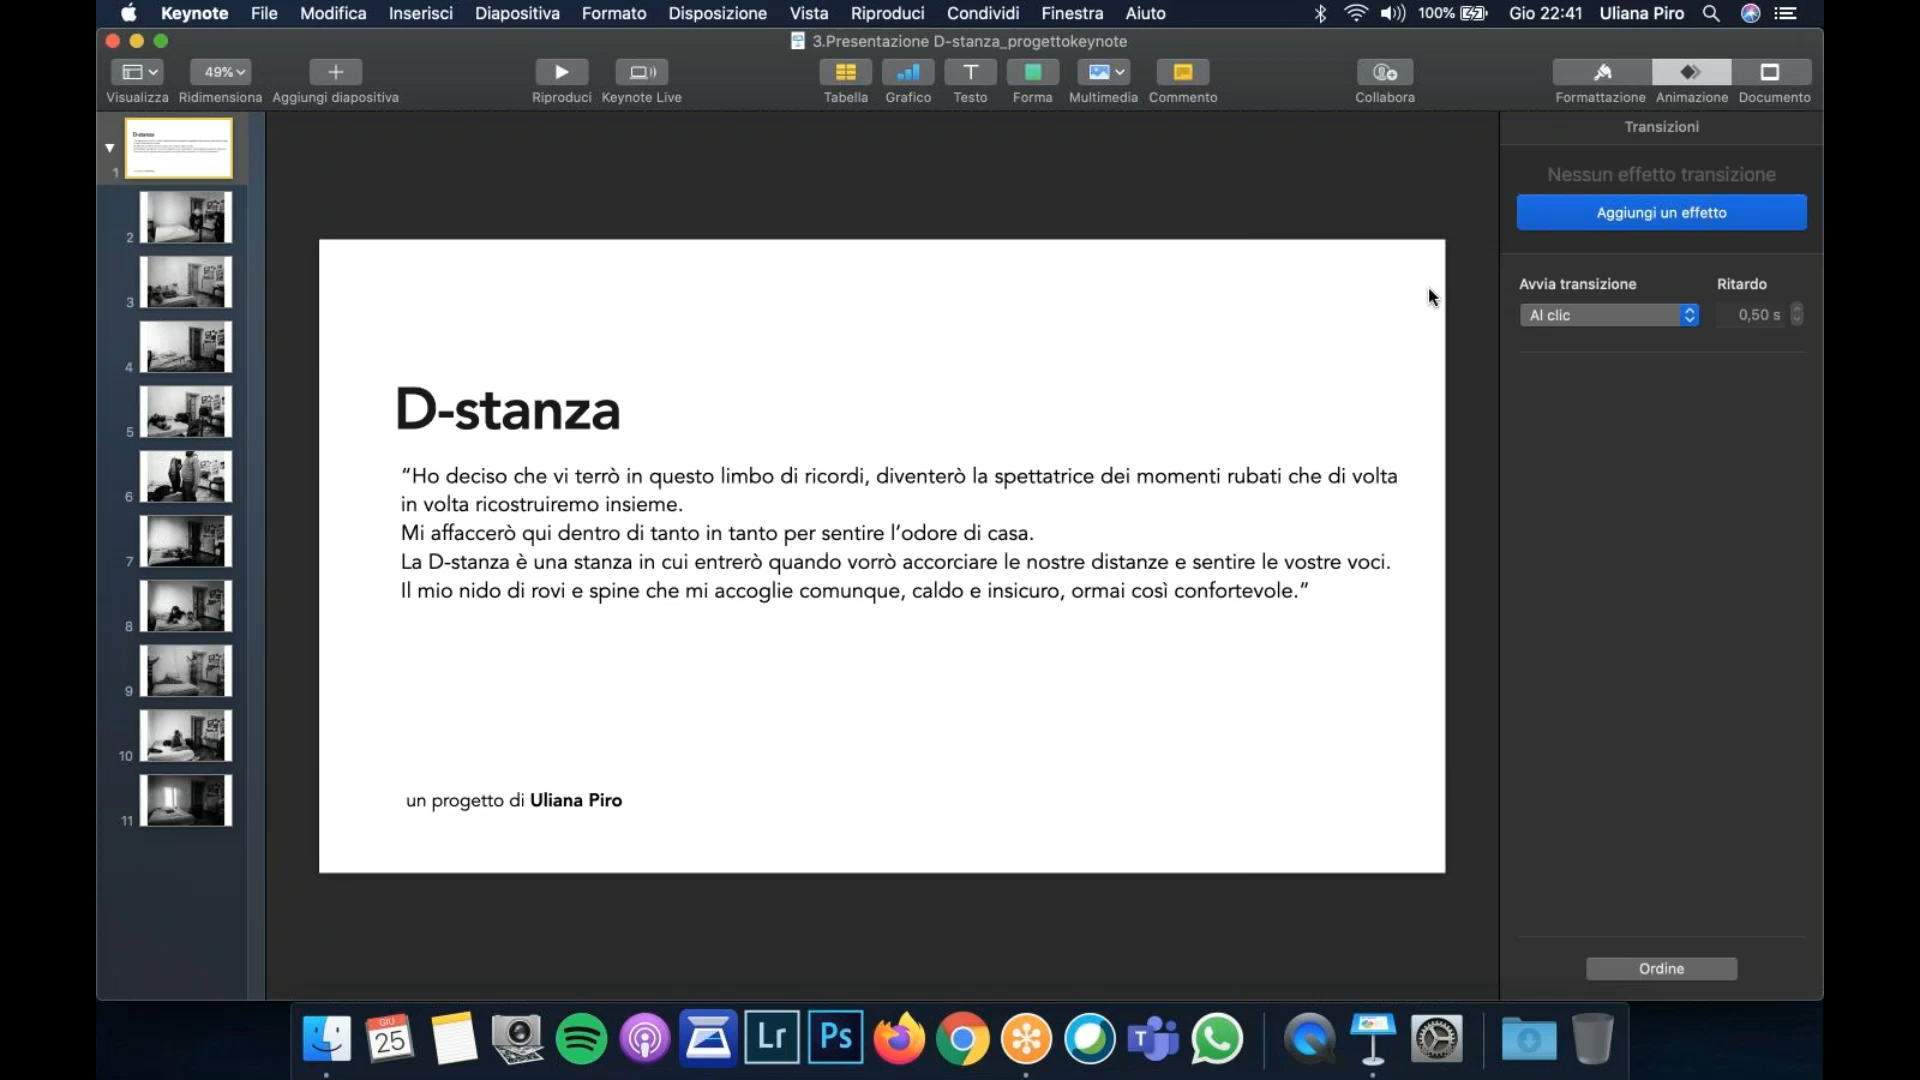 Keynote File Modifica Inserisci Diapositiva Formato Disposizione Vista Riproduci Condividi Finestra Aiuto 100% Gio 22:41 Uliana Piro
3.Presentazione D-stanza_progettokeynote
49%
Visualizza Ridimensiona Aggiungi diapositiva Riproduci Keynote Live Tabella Grafico Testo Forma Multimedia Commento Collabora Formattazione Animazione Documento
Transizioni
Nessun effetto transizione
Aggiungi un effetto
Avvia transizione Ritardo
Al clic 0,50 s
D-stanza
1
2
3
4
5
6
7
8
9
10
11
D-stanza
“Ho deciso che vi terrò in questo limbo di ricordi, diventerò la spettatrice dei momenti rubati che di volta
in volta ricostruiremo insieme.
Mi affaccerò qui dentro di tanto in tanto per sentire l’odore di casa.
La D-stanza è una stanza in cui entrerò quando vorrò accorciare le nostre distanze e sentire le vostre voci.
Il mio nido di rovi e spine che mi accoglie comunque, caldo e insicuro, ormai così confortevole.”
un progetto di Uliana Piro
Ordine
GIU
25
Lr
Ps
T